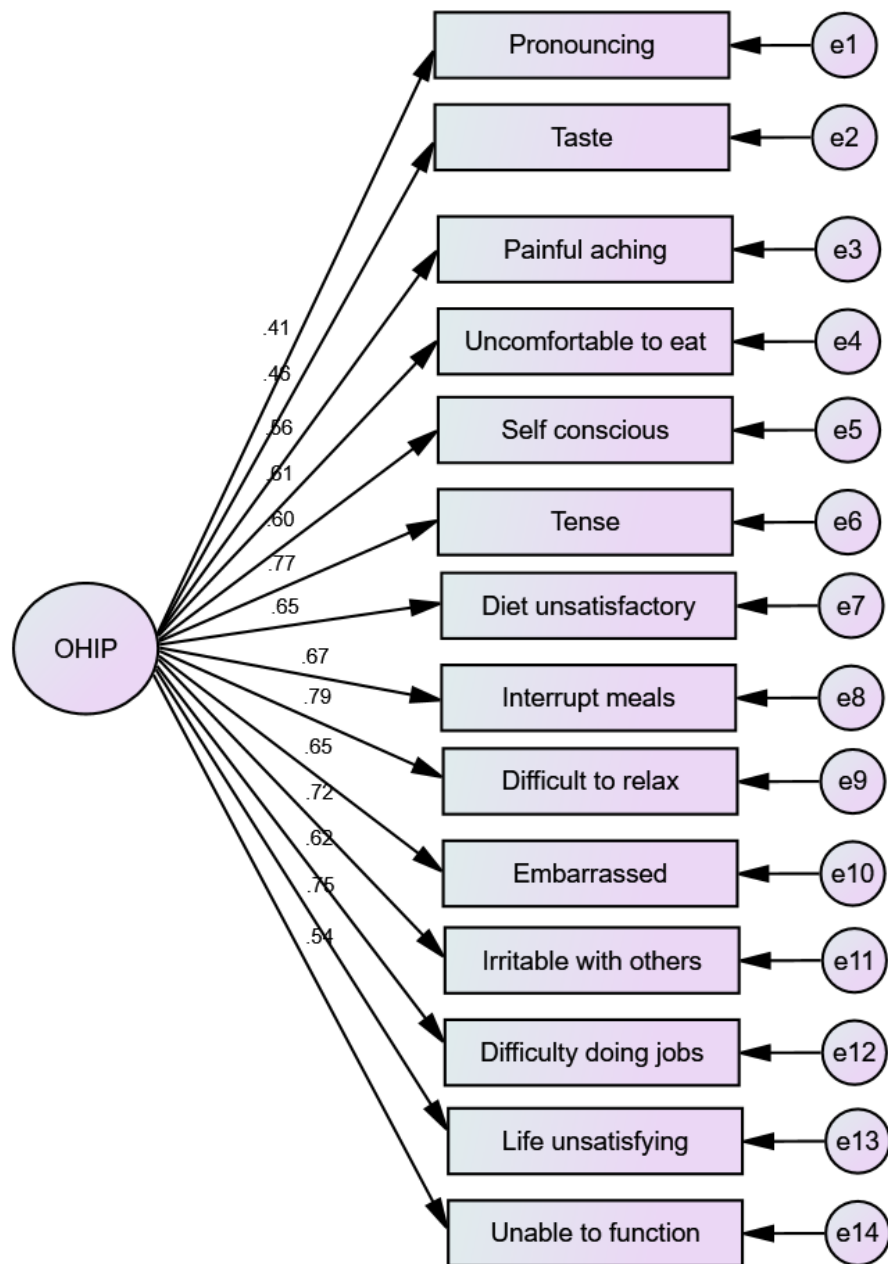 Pronouncing
e1
Taste
e2
Painful aching
e3
.41
Uncomfortable to eat
e4
.46
.56
Self conscious
e5
.61
.60
Tense
e6
.77
.65
Diet unsatisfactory
e7
OHIP
.67
.79
Interrupt meals
e8
.65
Difficult to relax
e9
.72
.62
Embarrassed
e10
.75
.54
Irritable with others
e11
Difficulty doing jobs
e12
Life unsatisfying
e13
Unable to function
e14